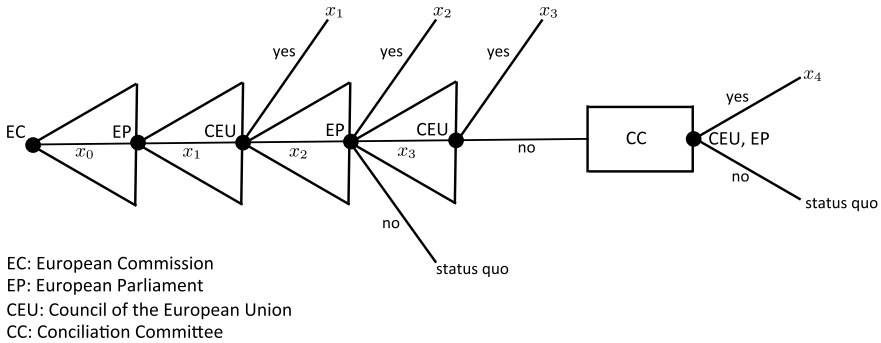 x₁ x₂ x₃
yes yes yes
x₄
yes
EC EP CEU EP CEU CC CEU, EP
x₀ x₁ x₂ x₃ no
no
status quo
no
status quo
EC: European Commission
EP: European Parliament
CEU: Council of the European Union
CC: Conciliation Committee